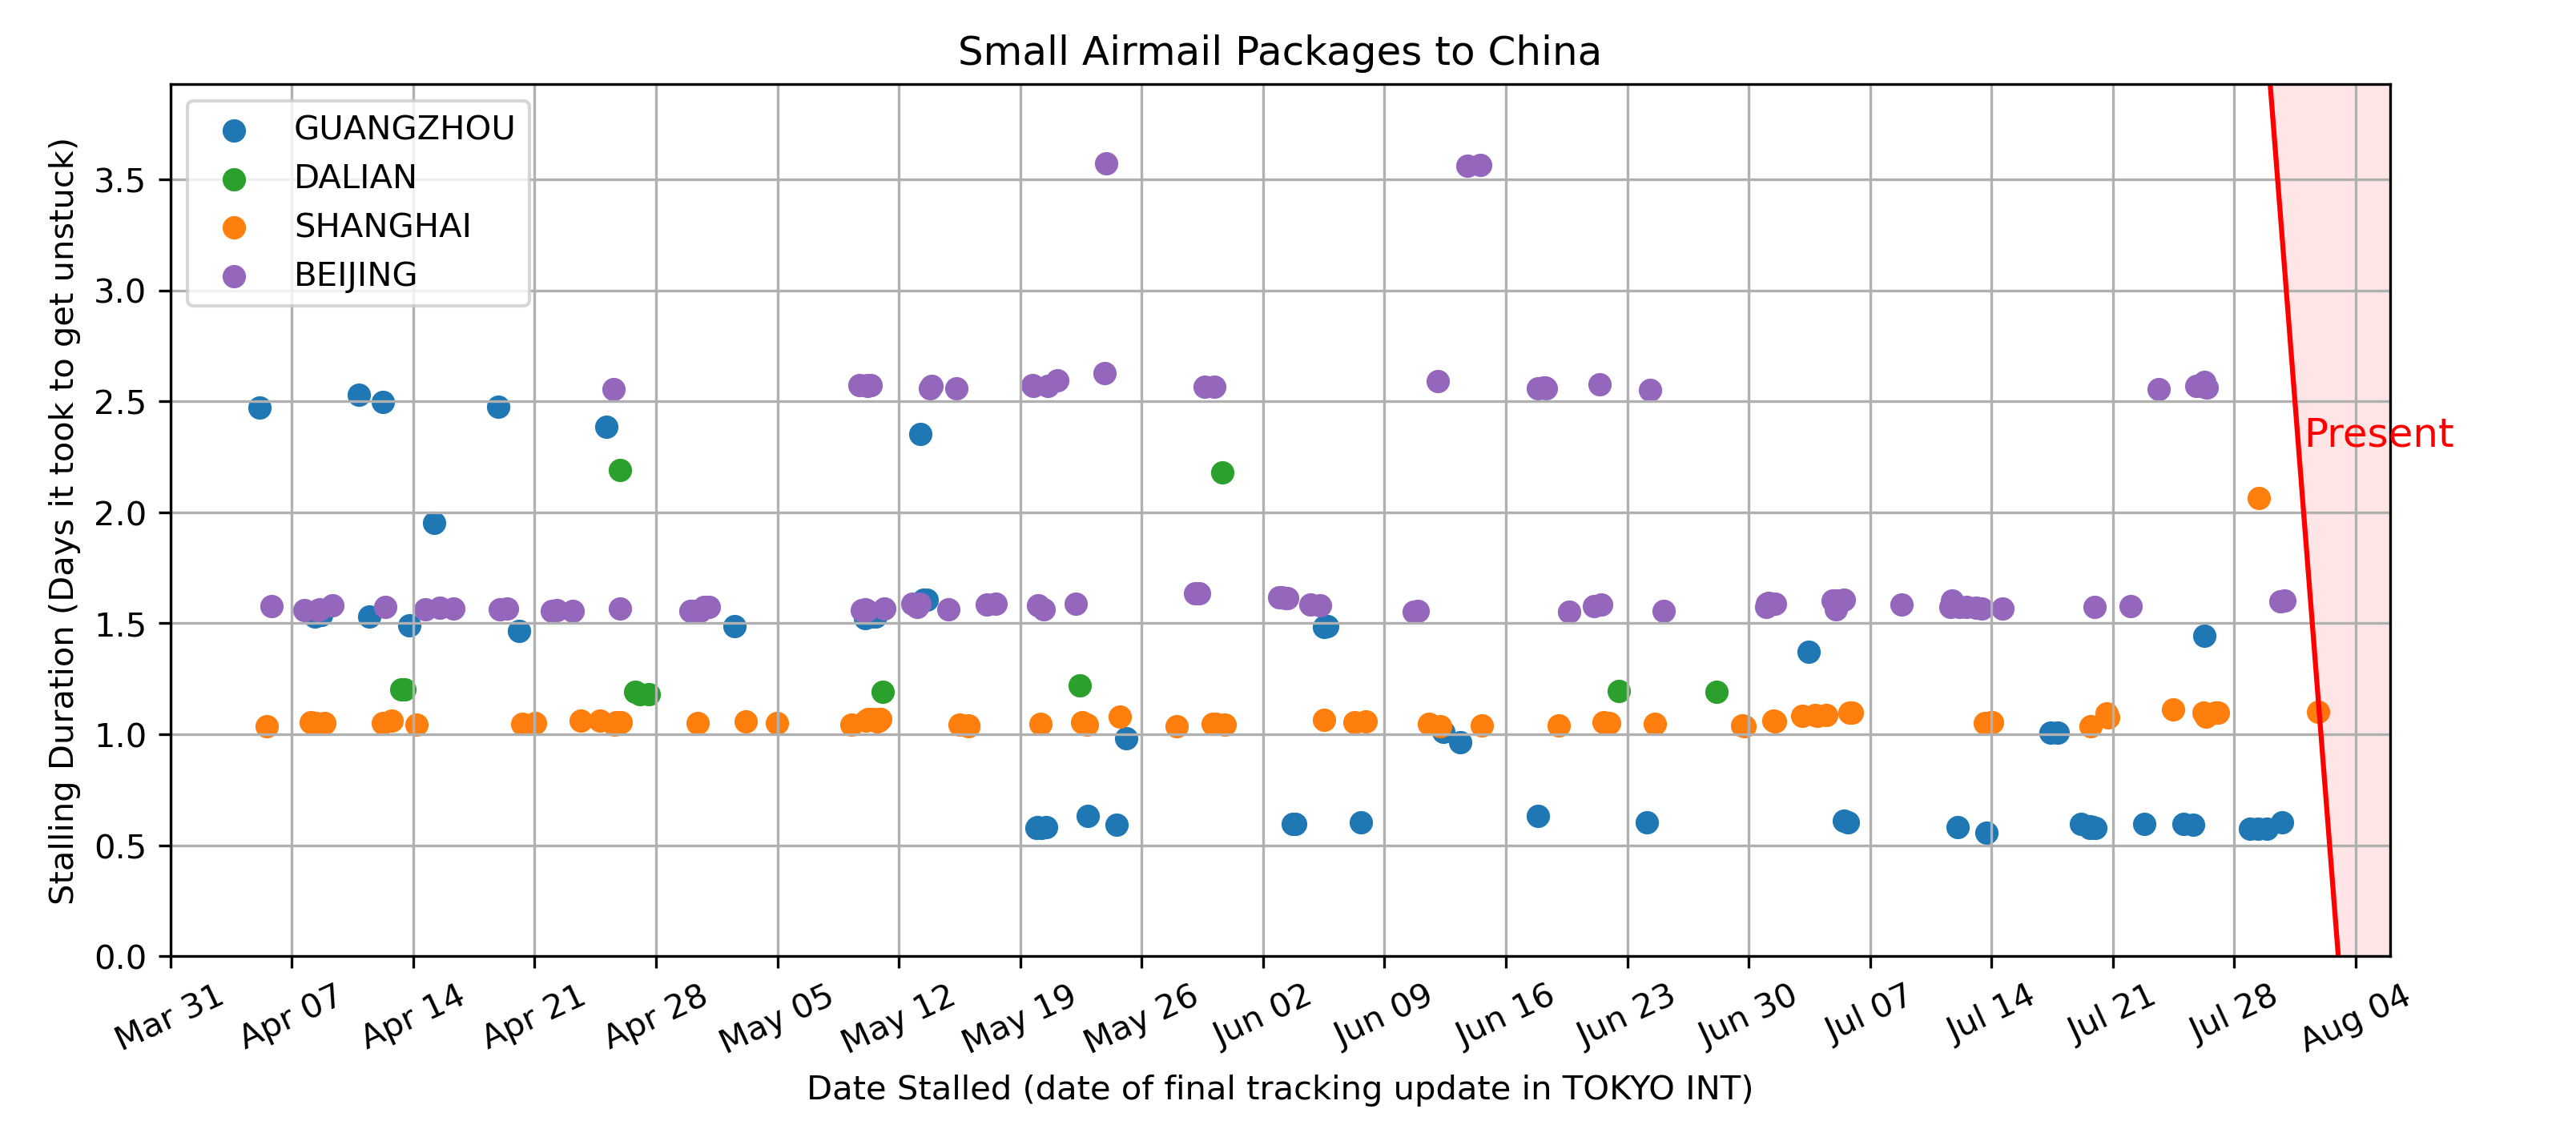 Small Airmail Packages to China
GUANGZHOU
DALIAN
SHANGHAI
BEIJING
Stalling Duration (Days it took to get unstuck)
3.5
3.0
2.5
2.0
1.5
1.0
0.5
0.0
Present
Mar 31
Apr 07
Apr 14
Apr 21
Apr 28
May 05
May 12
May 19
May 26
Jun 02
Jun 09
Jun 16
Jun 23
Jun 30
Jul 07
Jul 14
Jul 21
Jul 28
Aug 04
Date Stalled (date of final tracking update in TOKYO INT)